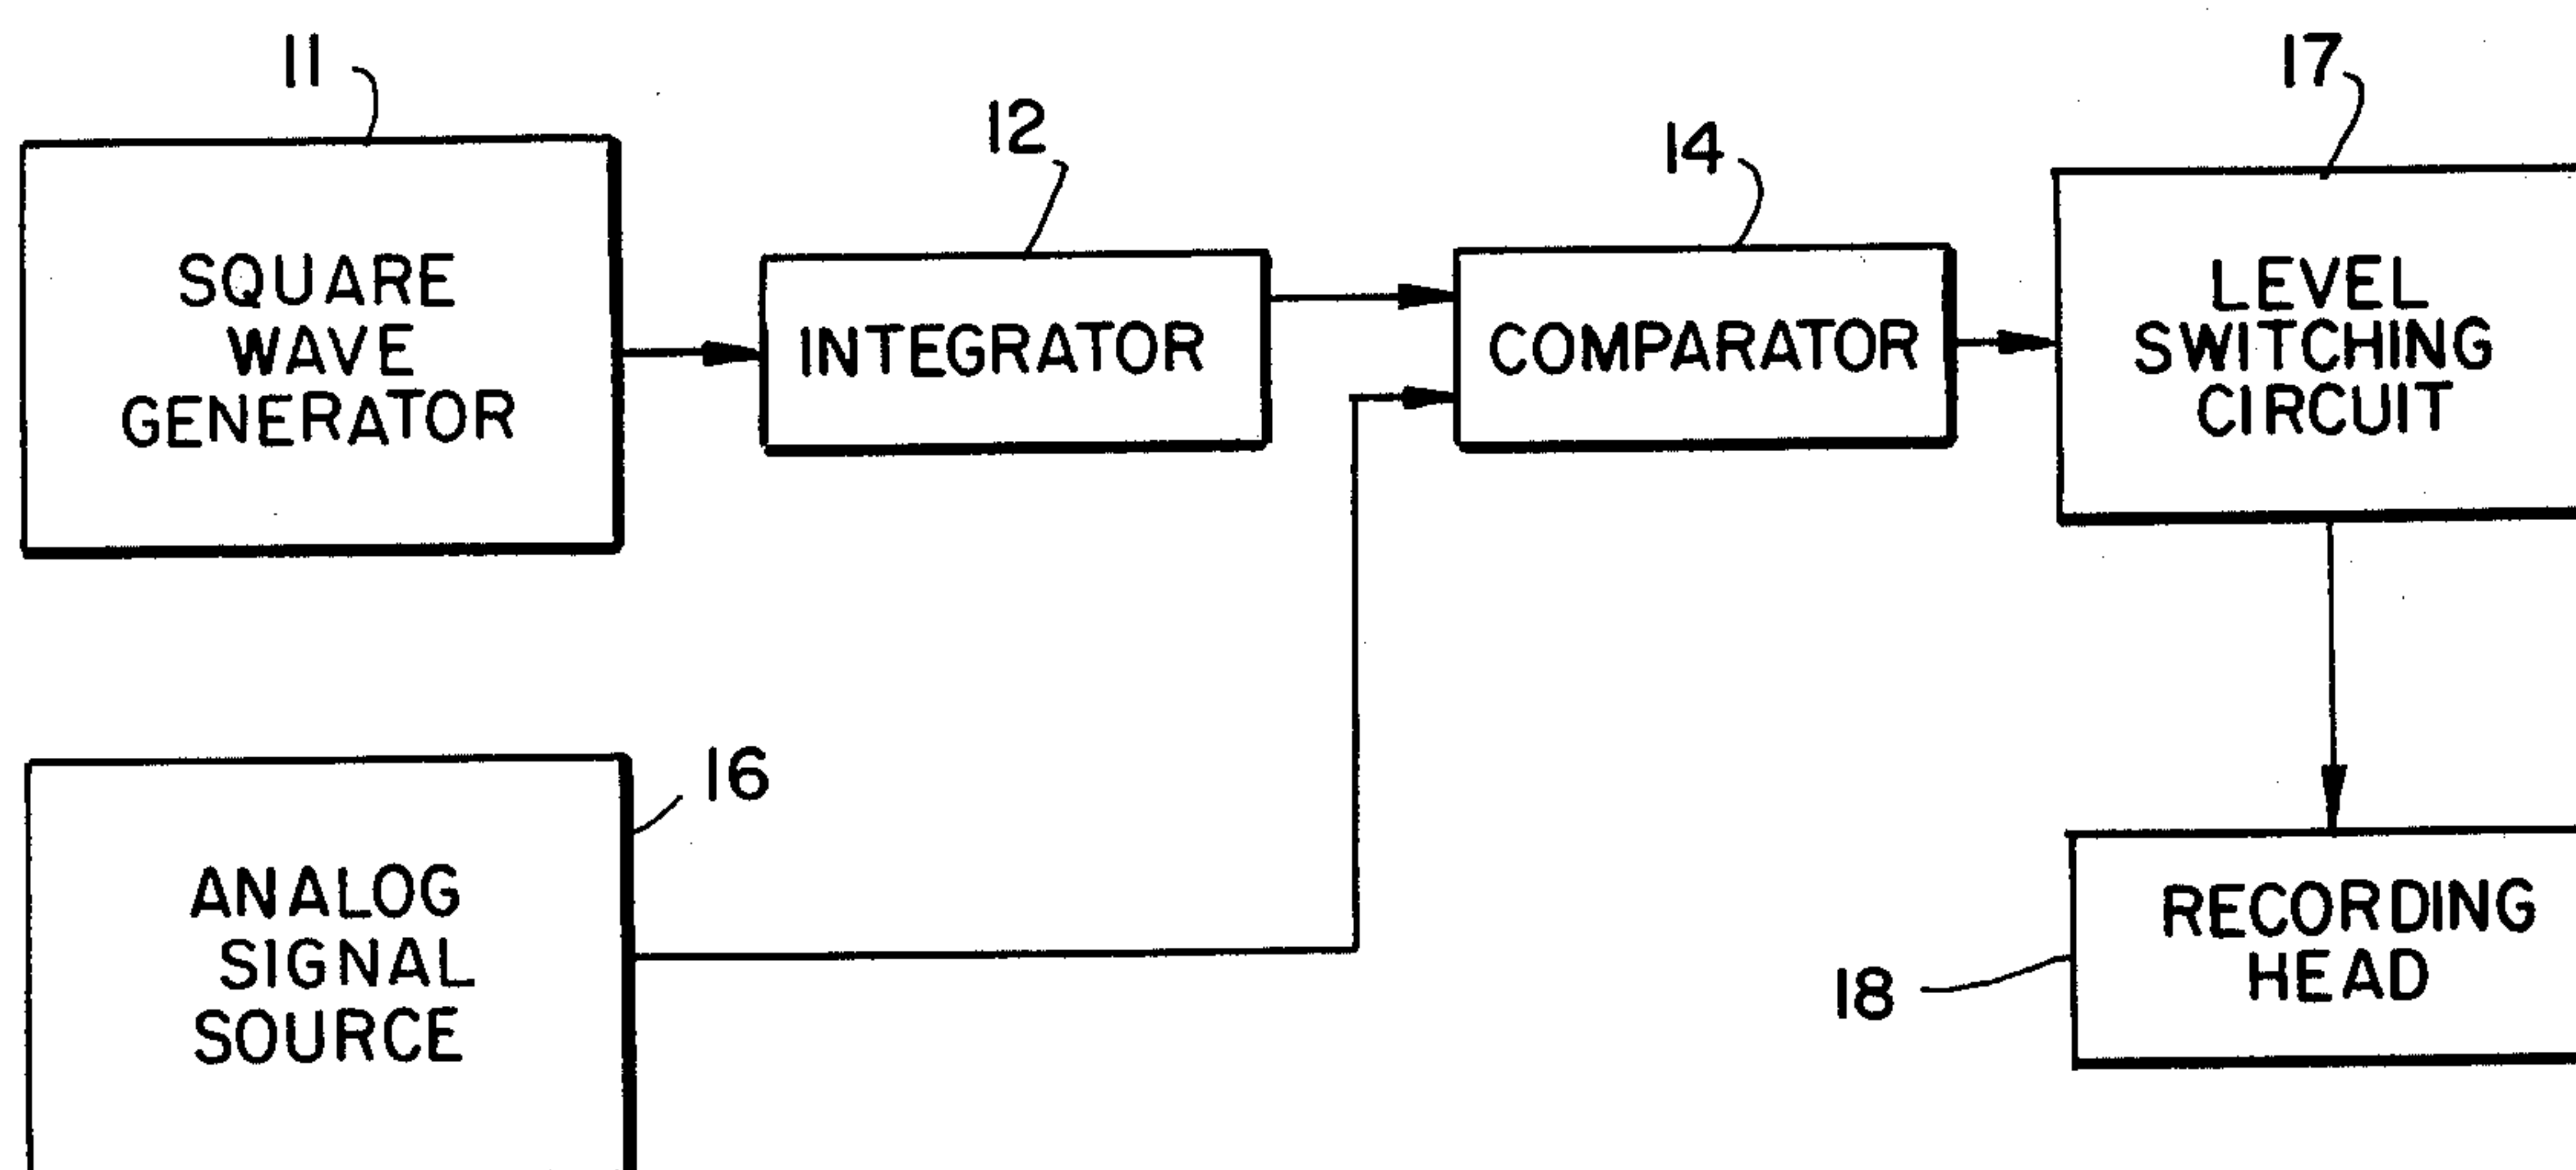 11
SQUARE
WAVE
GENERATOR
12
INTEGRATOR
14
COMPARATOR
17
LEVEL
SWITCHING
CIRCUIT
16
ANALOG
SIGNAL
SOURCE
18
RECORDING
HEAD